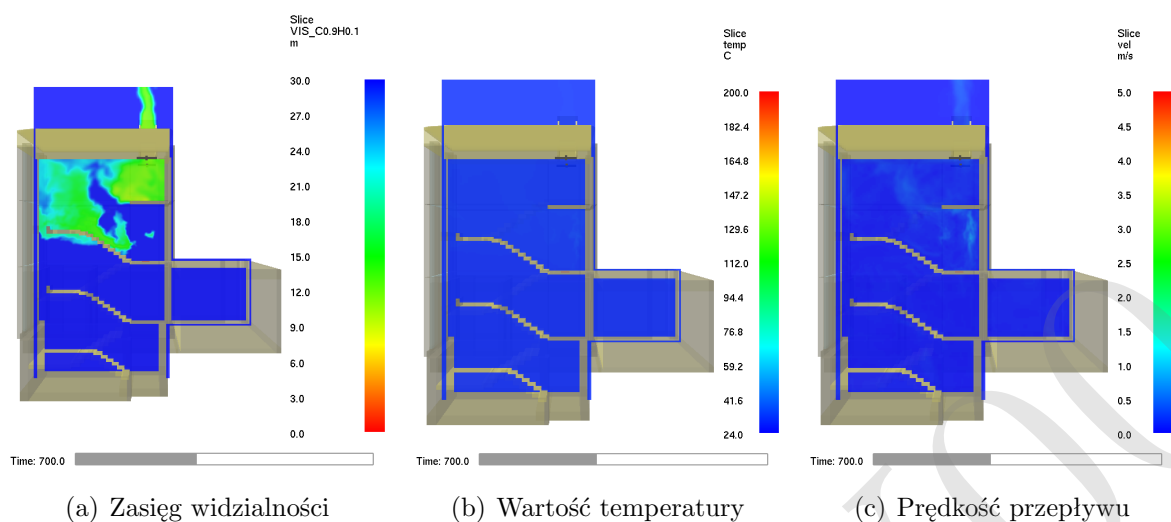 Slice
VIS_C0.9H0.1
m
30.0
27.0
24.0
21.0
18.0
15.0
12.0
9.0
6.0
3.0
0.0
Time: 700.0
(a) Zasięg widzialności
Slice
temp
C
200.0
182.4
164.8
147.2
129.6
112.0
94.4
76.8
59.2
41.6
24.0
Time: 700.0
(b) Wartość temperatury
Slice
vel
m/s
5.0
4.5
4.0
3.5
3.0
2.5
2.0
1.5
1.0
0.5
0.0
Time: 700.0
(c) Prędkość przepływu